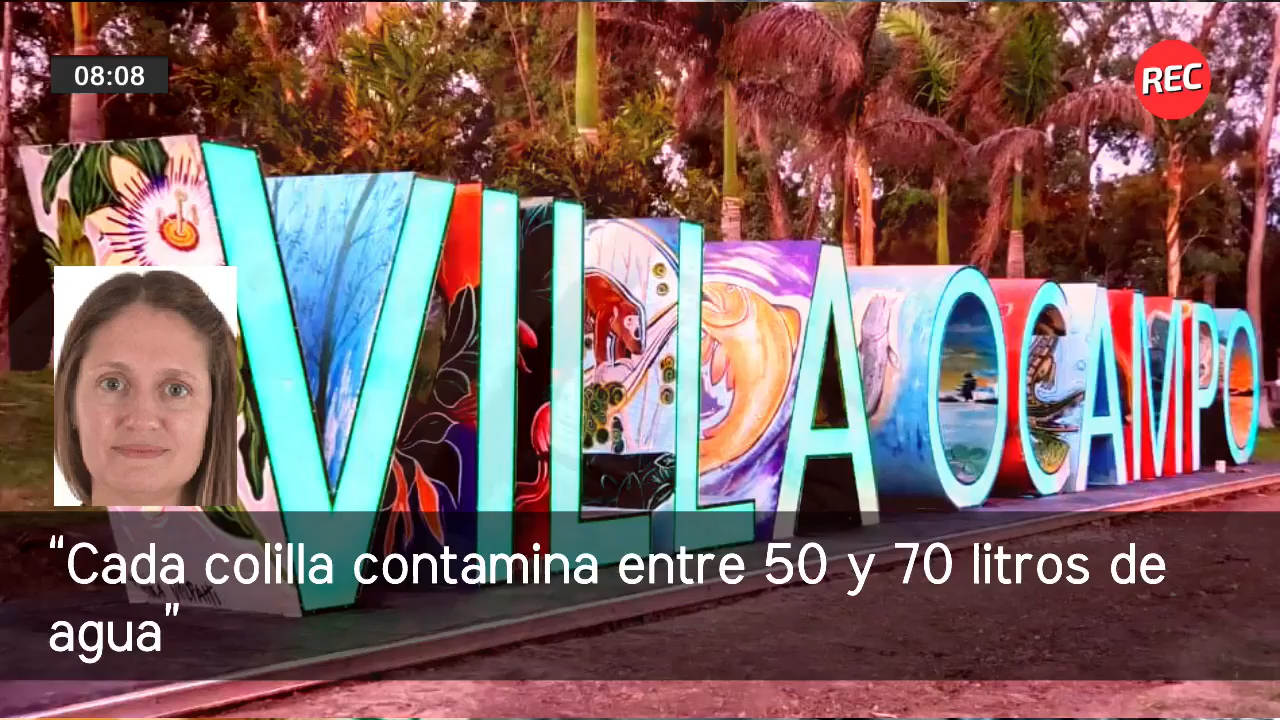 08:08
REC
VILLA OCAMPO
“Cada colilla contamina entre 50 y 70 litros de
agua”